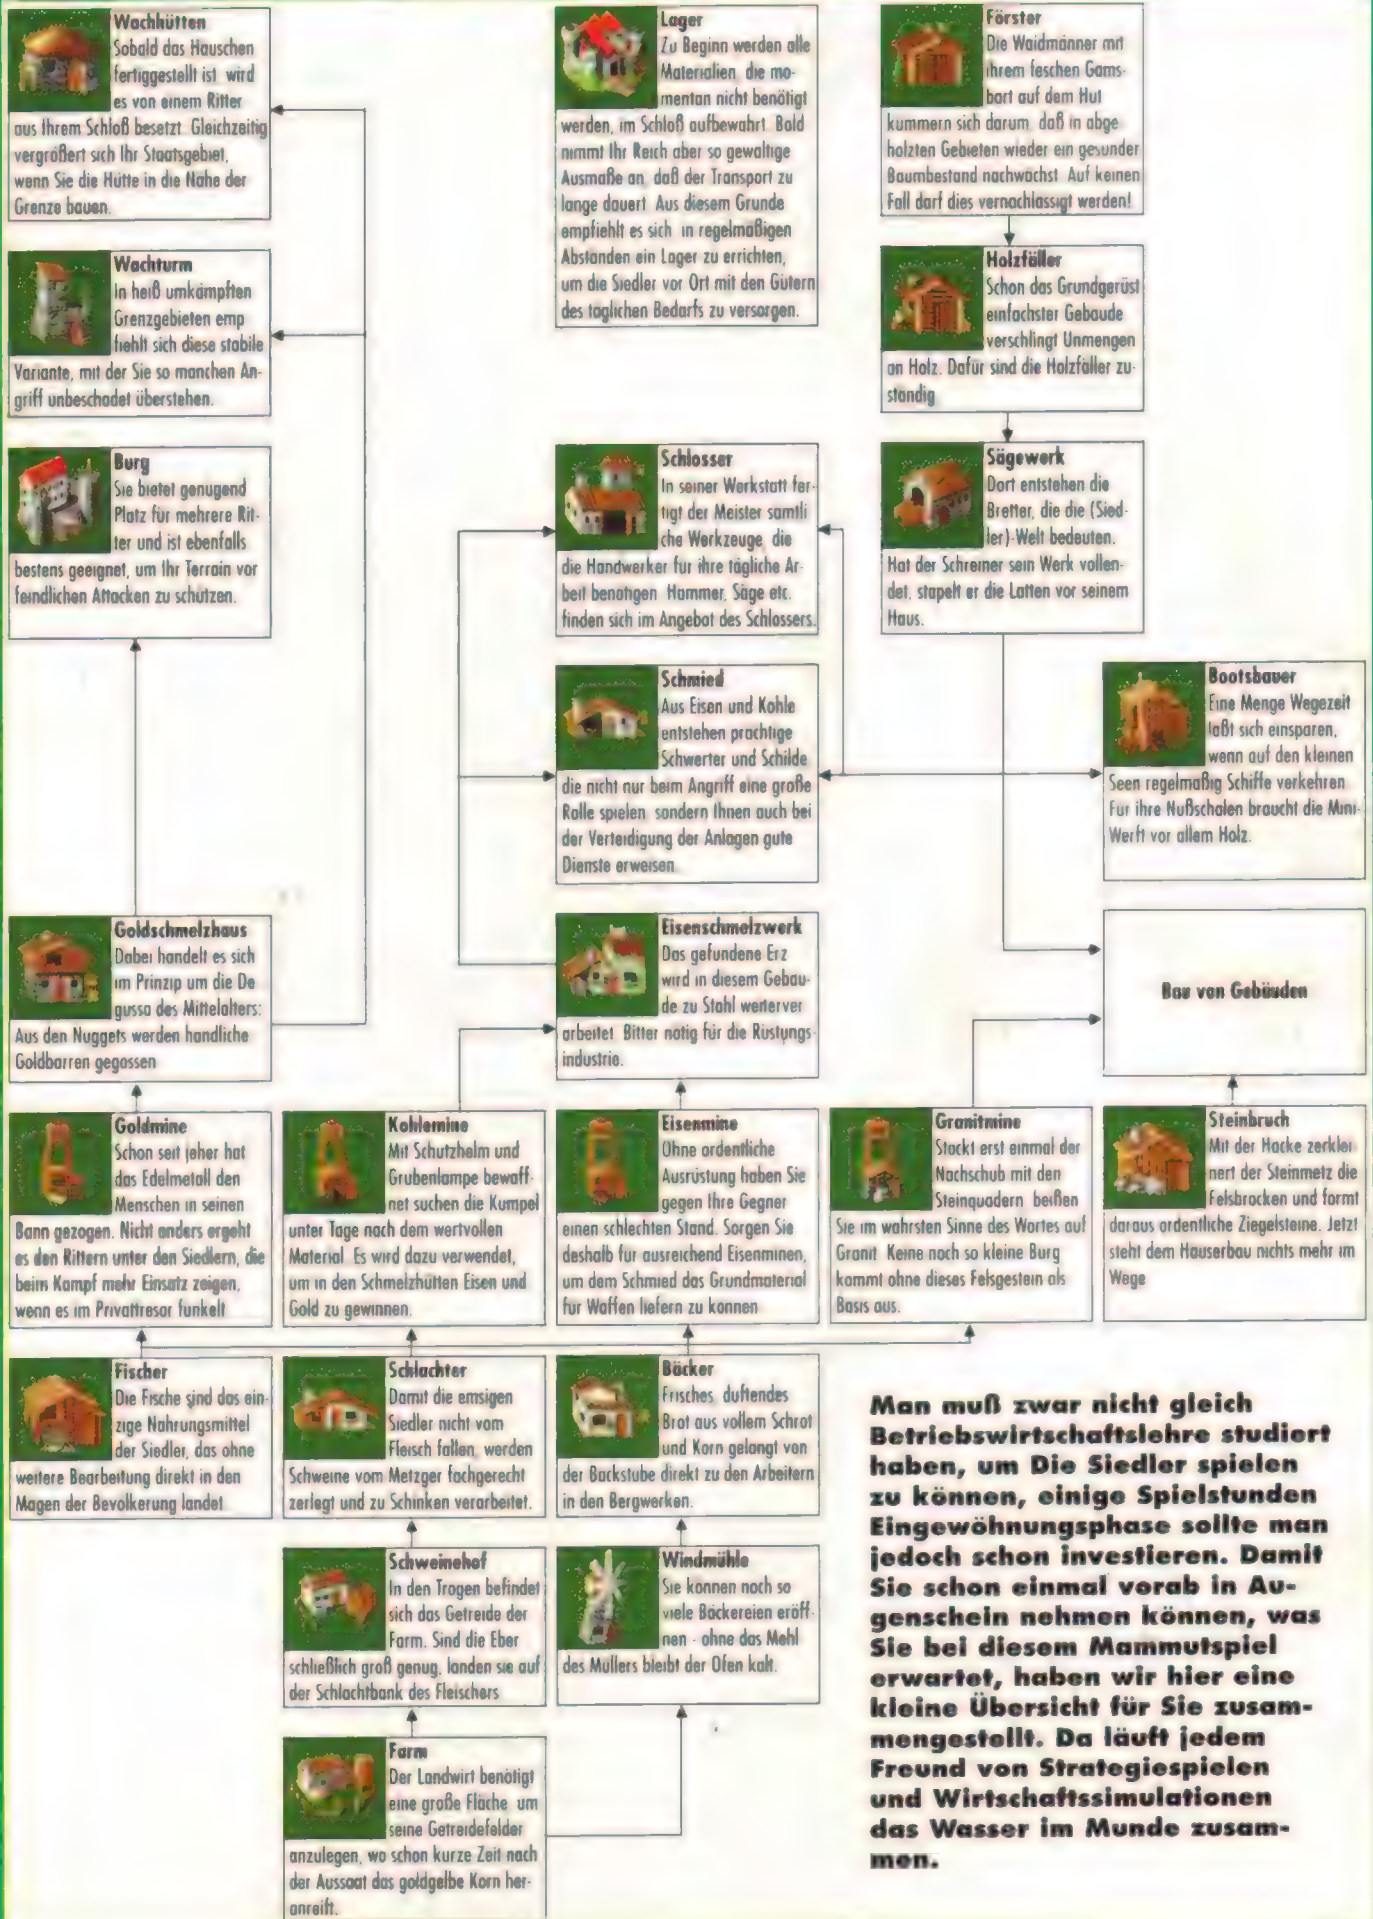 Wachhütten
Sobald das Hauschen
fertiggestellt ist wird
es von einem Ritter
aus Ihrem Schloß besetzt Gleichzeitig
vergrößert sich Ihr Staatsgebiet,
wenn Sie die Hütte in die Nahe der
Grenze bauen.
Wachturm
In heiß umkampften
Grenzgebieten emp
fiehlt sich diese stabile
Variante, mit der Sie so manchen An-
griff unbeschadet überstehen.
Burg
Sie bietet genugend
Platz für mehrere Rit-
ter und ist ebenfalls
bestens geeignet, um Ihr Terrain vor
feindlichen Attacken zu schützen.
Lager
Zu Beginn werden alle
Materialien die mo-
mentan nicht benötigt
werden, im Schloß aufbewahrt Bald
nimmt Ihr Reich aber so gewaltige
Ausmaße an daß der Transport zu
lange dauert Aus diesem Grunde
empfiehlt es sich in regelmaßigen
Abstanden ein Lager zu errichten,
um die Siedler vor Ort mit den Gütern
des taglichen Bedarfs zu versorgen.
Förster
Die Waidmänner mit
ihrem feschen Gams-
bart auf dem Hut
kummern sich darum daß in abge
holzten Gebieten wieder ein gesunder
Baumbestand nachwachst Auf keinen
Fall darf dies vernachlassigt werden!
Holzfäller
Schon das Grundgerüst
einfachster Gebaude
verschlingt Unmengen
an Holz. Dafur sind die Holzfaller zu-
standig
Schlosser
In seiner Werkstatt fer-
tigt der Meister samtli
che Werkzeuge, die
die Handwerker fur ihre tägliche Ar-
beit benotigen Hammer, Säge etc.
finden sich im Angebot des Schlossers.
Sägewerk
Dort entstehen die
Bretter, die die (Sied-
ler)-Welt bedeuten.
Hat der Schreiner sein Werk vollen-
det, stapelt er die Latten vor seinem
Haus.
Schmied
Aus Eisen und Kohle
entstehen prachtige
Schwerter und Schilde
die nicht nur beim Angriff eine große
Rolle spielen sondern Ihnen auch bei
der Verteidigung der Anlagen gute
Dienste erweisen
Bootsbauer
Eine Menge Wegezeit
laßt sich einsparen,
wenn auf den kleinen
Seen regelmaßig Schiffe verkehren
Fur ihre Nußschalen braucht die Mini-
Werft vor allem Holz.
Goldschmelzhaus
Dabei handelt es sich
im Prinzip um die De
gussa des Mittelalters:
Aus den Nuggets werden handliche
Goldbarren gegossen
Eisenschmelzwerk
Das gefundene Erz
wird in diesem Gebau-
de zu Stahl weiterver
arbeitet Bitter notig für die Rustungs-
industrie.
Bau von Gebäuden
Goldmine
Schon seit jeher hat
das Edelmetall den
Menschen in seinen
Bann gezogen. Nicht anders ergeht
es den Rittern unter den Siedlern, die
beim Kampf mehr Einsatz zeigen,
wenn es im Privattresor funkelt
Kohlemine
Mit Schutzhelm und
Grubenlampe bewaff-
net suchen die Kumpel
unter Tage nach dem wertvollen
Material Es wird dazu verwendet,
um in den Schmelzhütten Eisen und
Gold zu gewinnen.
Eisenmine
Ohne ordentliche
Ausrüstung haben Sie
gegen Ihre Gegner
einen schlechten Stand. Sorgen Sie
deshalb fur ausreichend Eisenminen,
um dem Schmied das Grundmaterial
fur Waffen liefern zu konnen
Granitmine
Stockt erst einmal der
Nachschub mit den
Steinquadern beißen
Sie im wahrsten Sinne des Wortes auf
Granit Keine noch so kleine Burg
kommt ohne dieses Felsgestein als
Basis aus.
Steinbruch
Mit der Hacke zerklei
nert der Steinmetz die
Felsbrocken und formt
daraus ordentliche Ziegelsteine. Jetzt
steht dem Hauserbau nichts mehr im
Wege
Fischer
Die Fische sind das ein-
zige Nahrungsmittel
der Siedler, das ohne
weitere Bearbeitung direkt in den
Magen der Bevolkerung landet
Schlachter
Damit die emsigen
Siedler nicht vom
Fleisch fallen, werden
Schweine vom Metzger fachgerecht
zerlegt und zu Schinken verarbeitet.
Bäcker
Frisches duftendes
Brot aus vollem Schrot
und Korn gelangt von
der Backstube direkt zu den Arbeitern
in den Bergwerken.
Schweinehof
In den Trogen befindet
sich das Getreide der
Farm. Sind die Eber
schließlich groß genug, landen sie auf
der Schlachtbank des Fleischers
Windmühle
Sie konnen noch so
viele Bäckereien eröff-
nen - ohne das Mehl
des Mullers bleibt der Ofen kalt.
Farm
Der Landwirt benötigt
eine große Fläche um
seine Getreidefelder
anzulegen, wo schon kurze Zeit nach
der Aussaat das goldgelbe Korn her-
anreift.
Man muß zwar nicht gleich
Betriebswirtschaftslehre studiert
haben, um Die Siedler spielen
zu können, einige Spielstunden
Eingewöhnungsphase sollte man
jedoch schon investieren. Damit
Sie schon einmal vorab in Au-
genschein nehmen können, was
Sie bei diesem Mammutspiel
erwartet, haben wir hier eine
kleine Übersicht für Sie zusam-
mengestellt. Da läuft jedem
Freund von Strategiespielen
und Wirtschaftssimulationen
das Wasser im Munde zusam-
men.